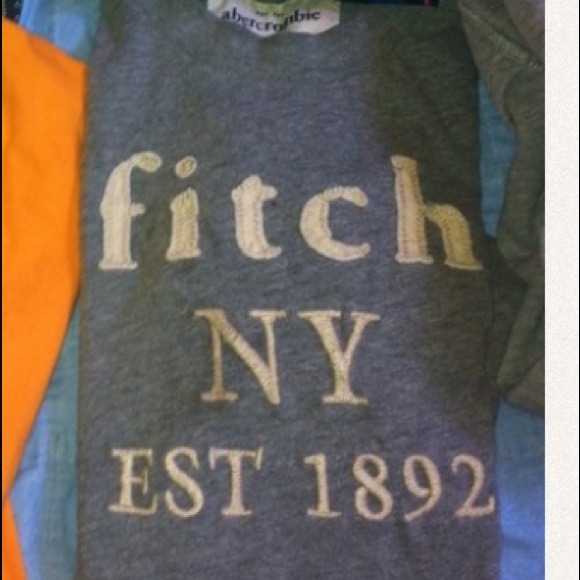 abercrombie
fitch
NY
EST 1892